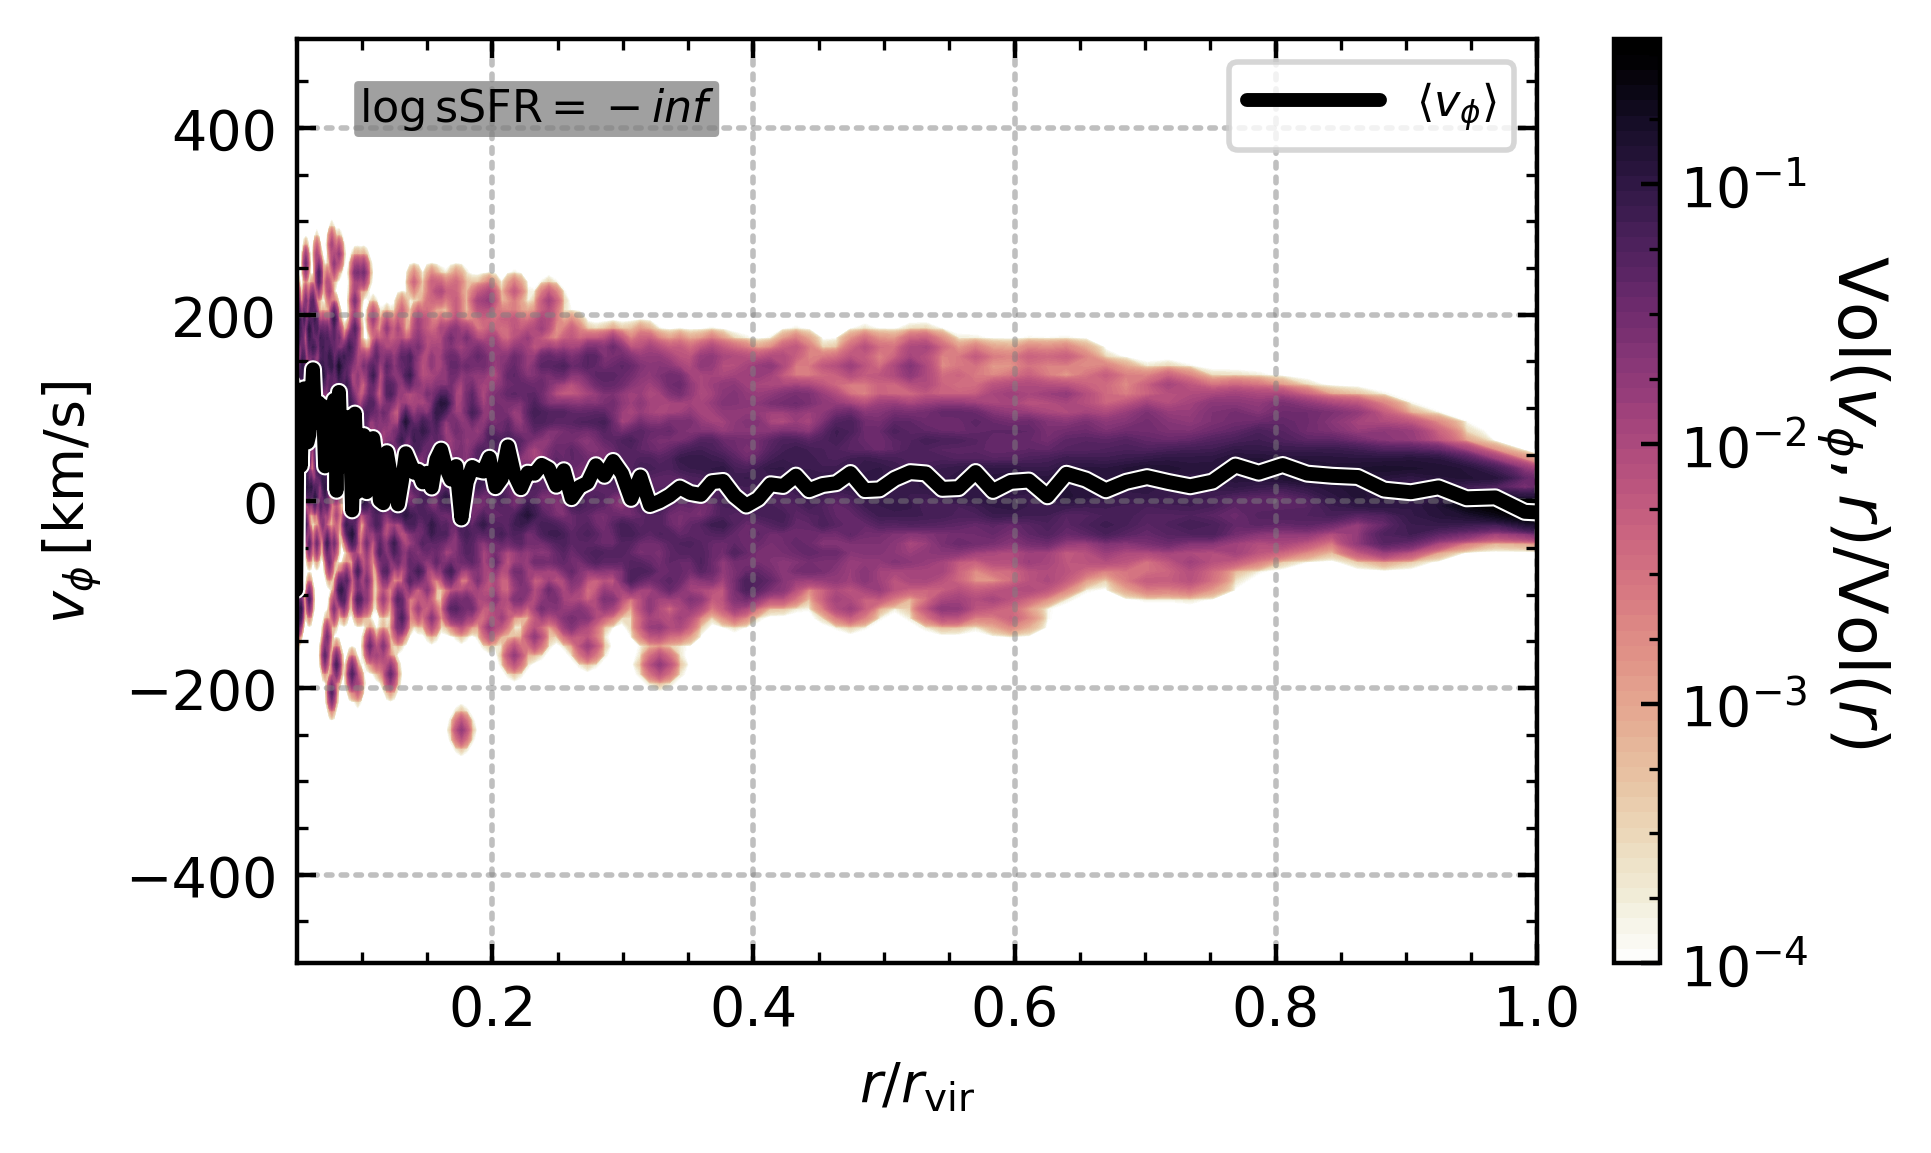 log sSFR = −inf
⟨v_ϕ⟩
400
200
0
−200
−400
v_ϕ [km/s]
0.2 0.4 0.6 0.8 1.0
r/r_vir
10⁻¹
10⁻²
10⁻³
10⁻⁴
Vol(v_ϕ, r)/Vol(r)